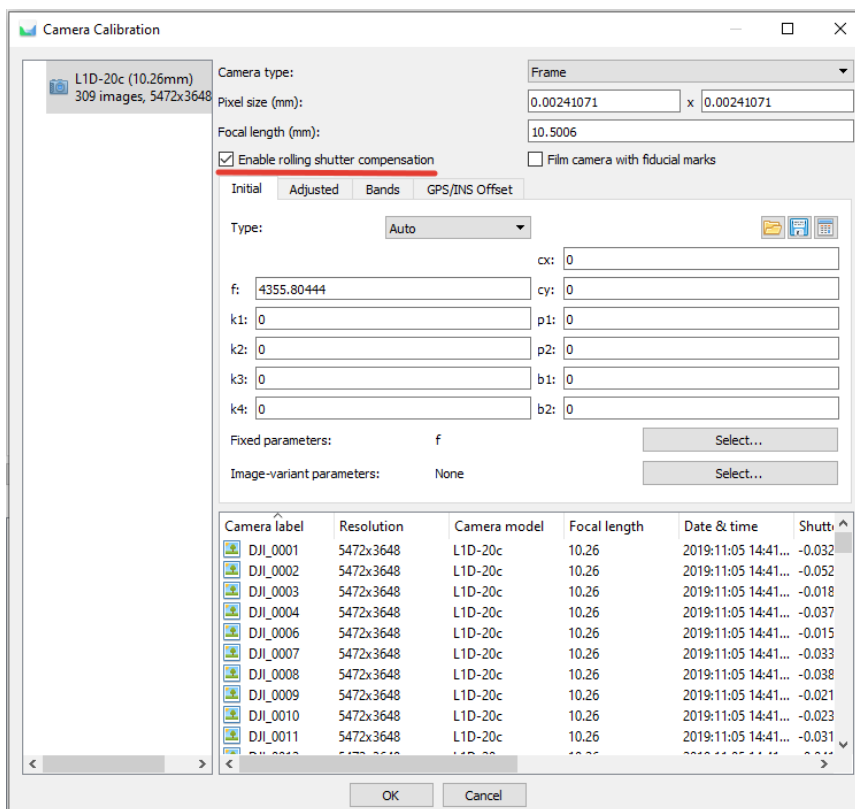 Camera Calibration
L1D-20c (10.26mm)
309 images, 5472x3648
Camera type: Frame
Pixel size (mm): 0.00241071 x 0.00241071
Focal length (mm): 10.5006
Enable rolling shutter compensation Film camera with fiducial marks
Initial Adjusted Bands GPS/INS Offset
Type: Auto
cx: 0
f: 4355.80444 cy: 0
k1: 0 p1: 0
k2: 0 p2: 0
k3: 0 b1: 0
k4: 0 b2: 0
Fixed parameters: f Select...
Image-variant parameters: None Select...
Camera label Resolution Camera model Focal length Date & time Shutt
DJI_0001 5472x3648 L1D-20c 10.26 2019:11:05 14:41... -0.032
DJI_0002 5472x3648 L1D-20c 10.26 2019:11:05 14:41... -0.052
DJI_0003 5472x3648 L1D-20c 10.26 2019:11:05 14:41... -0.018
DJI_0004 5472x3648 L1D-20c 10.26 2019:11:05 14:41... -0.037
DJI_0006 5472x3648 L1D-20c 10.26 2019:11:05 14:41... -0.015
DJI_0007 5472x3648 L1D-20c 10.26 2019:11:05 14:41... -0.033
DJI_0008 5472x3648 L1D-20c 10.26 2019:11:05 14:41... -0.038
DJI_0009 5472x3648 L1D-20c 10.26 2019:11:05 14:41... -0.021
DJI_0010 5472x3648 L1D-20c 10.26 2019:11:05 14:41... -0.023
DJI_0011 5472x3648 L1D-20c 10.26 2019:11:05 14:41... -0.031
OK Cancel